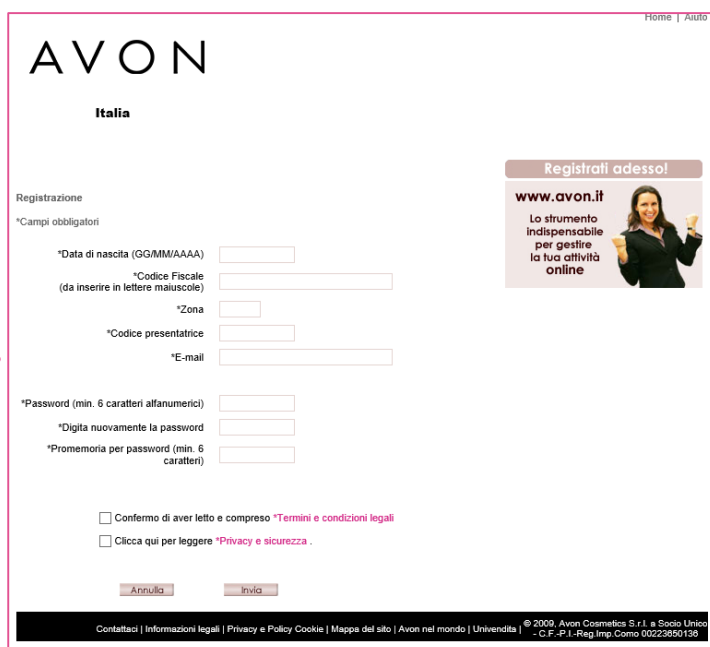 Home | Aiuto
AVON
Italia
Registrati adesso!
www.avon.it
Lo strumento
indispensabile
per gestire
la tua attività
online
Registrazione
*Campi obbligatori
*Data di nascita (GG/MM/AAAA)
*Codice Fiscale
(da inserire in lettere maiuscole)
*Zona
*Codice presentatrice
*E-mail
*Password (min. 6 caratteri alfanumerici)
*Digita nuovamente la password
*Promemoria per password (min. 6
caratteri)
Confermo di aver letto e compreso *Termini e condizioni legali
Clicca qui per leggere *Privacy e sicurezza .
Annulla
Invia
Contattaci | Informazioni legali | Privacy e Policy Cookie | Mappa del sito | Avon nel mondo | Univendita |
© 2009, Avon Cosmetics S.r.l. a Socio Unico
- C.F.-P.I.-Reg.Imp.Como 00223650136